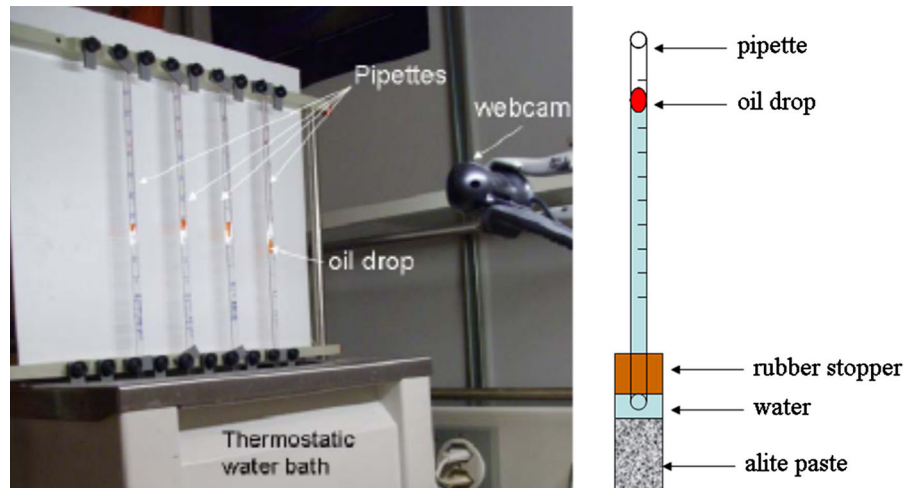 Pipettes
webcam
oil drop
Thermostatic
water bath
pipette
oil drop
rubber stopper
water
alite paste